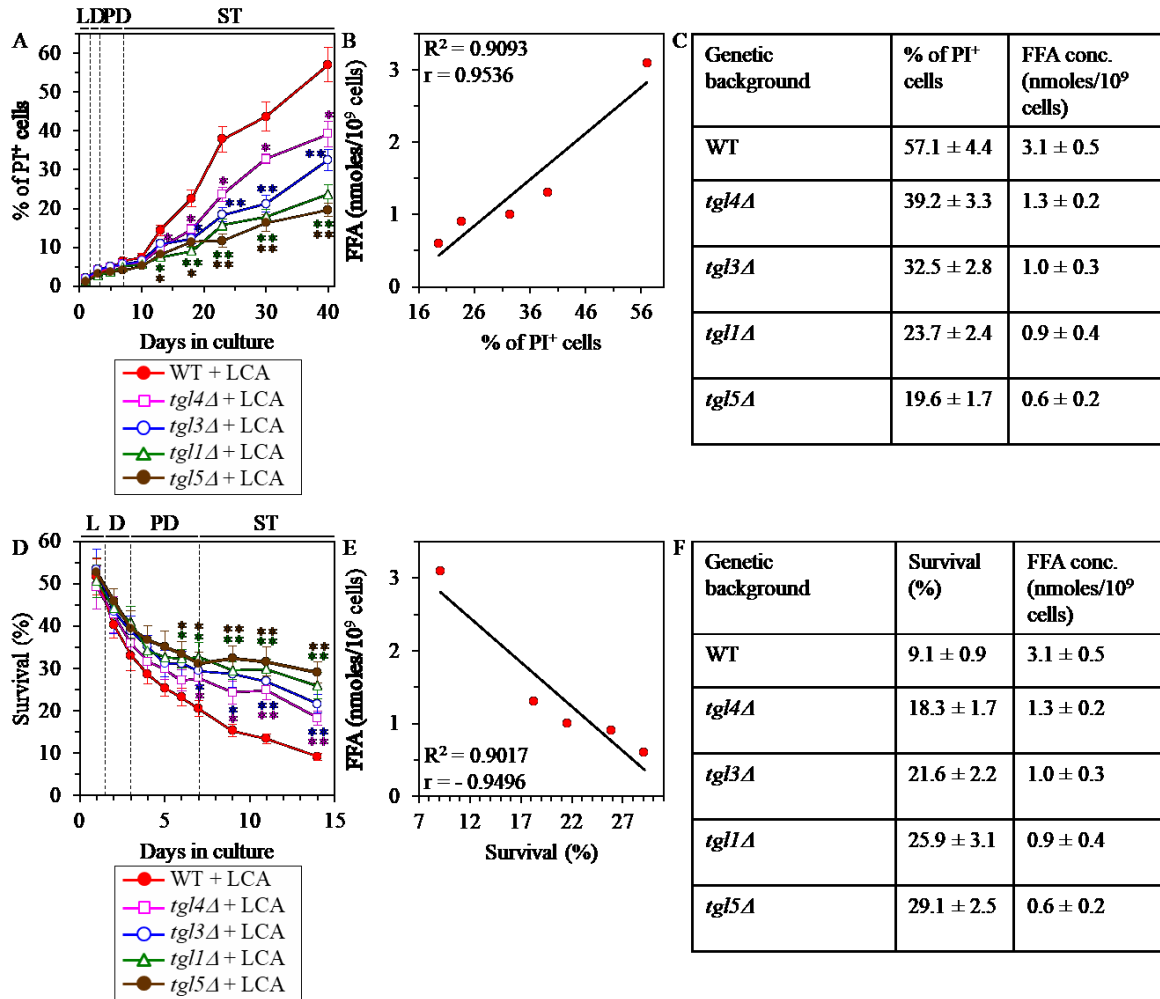 LD PD ST
A
% of PI⁺ cells
60
50
40
30
20
10
0
0 10 20 30 40
Days in culture
WT + LCA
tgl4Δ + LCA
tgl3Δ + LCA
tgl1Δ + LCA
tgl5Δ + LCA
B
R² = 0.9093
r = 0.9536
FFA (nmoles/10⁹ cells)
3
2
1
0
16 26 36 46 56
% of PI⁺ cells
C
Genetic background
% of PI⁺ cells
FFA conc. (nmoles/10⁹ cells)
WT 57.1 ± 4.4 3.1 ± 0.5
tgl4Δ 39.2 ± 3.3 1.3 ± 0.2
tgl3Δ 32.5 ± 2.8 1.0 ± 0.3
tgl1Δ 23.7 ± 2.4 0.9 ± 0.4
tgl5Δ 19.6 ± 1.7 0.6 ± 0.2
L D PD ST
D
Survival (%)
60
50
40
30
20
10
0
0 5 10 15
Days in culture
WT + LCA
tgl4Δ + LCA
tgl3Δ + LCA
tgl1Δ + LCA
tgl5Δ + LCA
E
FFA (nmoles/10⁹ cells)
3
2
1
0
R² = 0.9017
r = - 0.9496
7 12 17 22 27
Survival (%)
F
Genetic background
Survival (%)
FFA conc. (nmoles/10⁹ cells)
WT 9.1 ± 0.9 3.1 ± 0.5
tgl4Δ 18.3 ± 1.7 1.3 ± 0.2
tgl3Δ 21.6 ± 2.2 1.0 ± 0.3
tgl1Δ 25.9 ± 3.1 0.9 ± 0.4
tgl5Δ 29.1 ± 2.5 0.6 ± 0.2